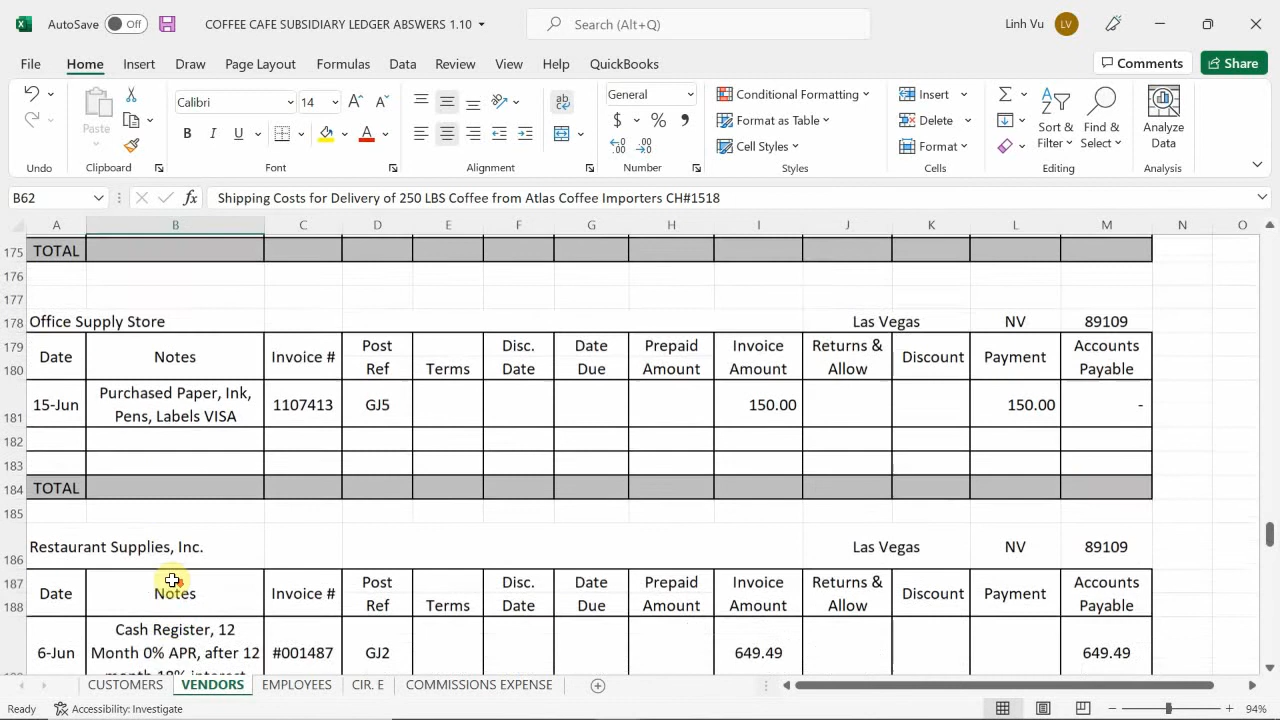 AutoSave Off COFFEE CAFE SUBSIDIARY LEDGER ABSWERS 1.10 Search (Alt+Q) Linh Vu LV
File Home Insert Draw Page Layout Formulas Data Review View Help QuickBooks Comments Share
Calibri 14 General Conditional Formatting Insert
Paste B I U A $ % Format as Table Delete Sort & Find & Analyze
Cell Styles Format Filter Select Data
Undo Clipboard Font Alignment Number Styles Cells Editing Analysis
B62 fx Shipping Costs for Delivery of 250 LBS Coffee from Atlas Coffee Importers CH#1518
A B C D E F G H I J K L M N O
175 TOTAL
176
177
178 Office Supply Store Las Vegas NV 89109
179 Post Disc. Date Prepaid Invoice Returns & Accounts
Date Notes Invoice # Discount Payment
180 Ref Terms Date Due Amount Amount Allow Payable
Purchased Paper, Ink,
15-Jun 1107413 GJ5 150.00 150.00 -
181 Pens, Labels VISA
182
183
184 TOTAL
185
186 Restaurant Supplies, Inc. Las Vegas NV 89109
187 Post Disc. Date Prepaid Invoice Returns & Accounts
Date Notes Invoice # Discount Payment
188 Ref Terms Date Due Amount Amount Allow Payable
Cash Register, 12
6-Jun Month 0% APR, after 12 #001487 GJ2 649.49 649.49
month 18% interest
CUSTOMERS VENDORS EMPLOYEES CIR. E COMMISSIONS EXPENSE
Ready Accessibility: Investigate 94%